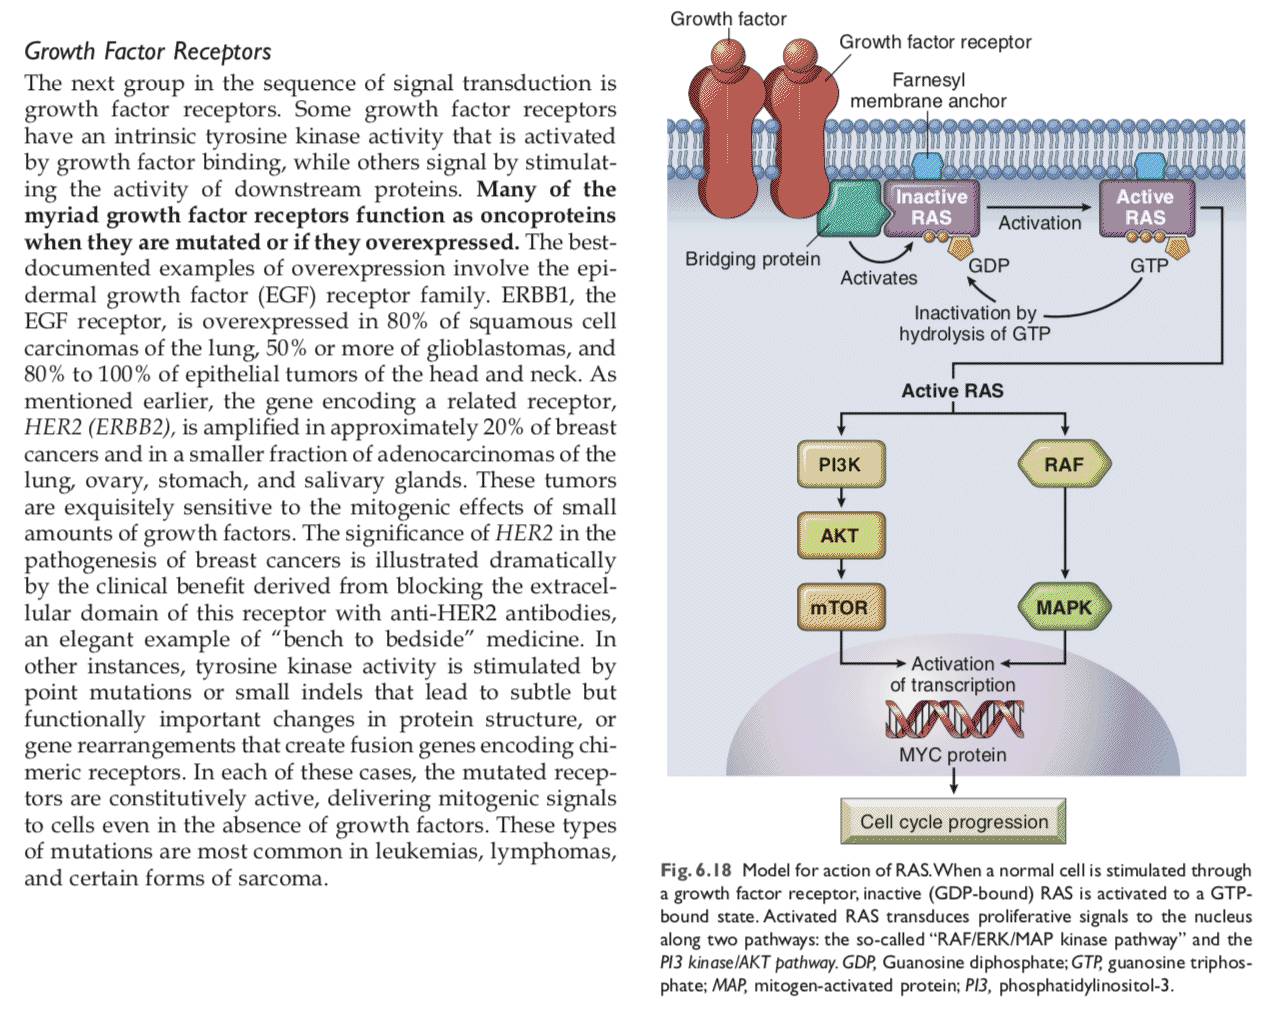 Growth Factor Receptors
The next group in the sequence of signal transduction is
growth factor receptors. Some growth factor receptors
have an intrinsic tyrosine kinase activity that is activated
by growth factor binding, while others signal by stimulat-
ing the activity of downstream proteins. Many of the
myriad growth factor receptors function as oncoproteins
when they are mutated or if they overexpressed. The best-
documented examples of overexpression involve the epi-
dermal growth factor (EGF) receptor family. ERBB1, the
EGF receptor, is overexpressed in 80% of squamous cell
carcinomas of the lung, 50% or more of glioblastomas, and
80% to 100% of epithelial tumors of the head and neck. As
mentioned earlier, the gene encoding a related receptor,
HER2 (ERBB2), is amplified in approximately 20% of breast
cancers and in a smaller fraction of adenocarcinomas of the
lung, ovary, stomach, and salivary glands. These tumors
are exquisitely sensitive to the mitogenic effects of small
amounts of growth factors. The significance of HER2 in the
pathogenesis of breast cancers is illustrated dramatically
by the clinical benefit derived from blocking the extracel-
lular domain of this receptor with anti-HER2 antibodies,
an elegant example of “bench to bedside” medicine. In
other instances, tyrosine kinase activity is stimulated by
point mutations or small indels that lead to subtle but
functionally important changes in protein structure, or
gene rearrangements that create fusion genes encoding chi-
meric receptors. In each of these cases, the mutated recep-
tors are constitutively active, delivering mitogenic signals
to cells even in the absence of growth factors. These types
of mutations are most common in leukemias, lymphomas,
and certain forms of sarcoma.
Growth factor
Growth factor receptor
Farnesyl
membrane anchor
Inactive
RAS
Activation
Active
RAS
Bridging protein
Activates
GDP
GTP
Inactivation by
hydrolysis of GTP
Active RAS
PI3K
RAF
AKT
mTOR
MAPK
Activation
of transcription
MYC protein
Cell cycle progression
Fig. 6.18 Model for action of RAS. When a normal cell is stimulated through
a growth factor receptor, inactive (GDP-bound) RAS is activated to a GTP-
bound state. Activated RAS transduces proliferative signals to the nucleus
along two pathways: the so-called “RAF/ERK/MAP kinase pathway” and the
PI3 kinase/AKT pathway. GDP, Guanosine diphosphate; GTP, guanosine triphos-
phate; MAP, mitogen-activated protein; PI3, phosphatidylinositol-3.